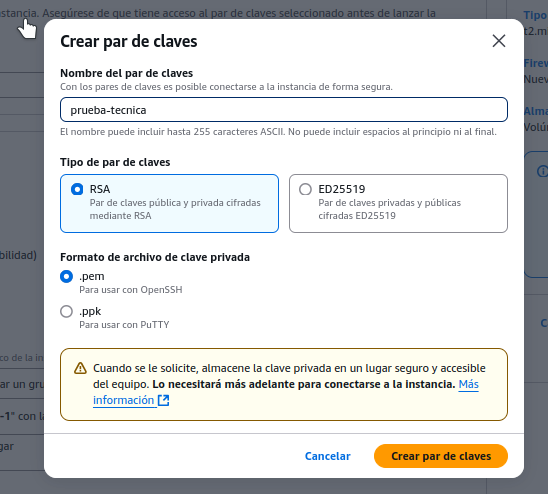 nstancia. Asegúrese de que tiene acceso al par de claves seleccionado antes de lanzar la
Tipo
t2.m
Crear par de claves
Firew
Nombre del par de claves
Nuev
Con los pares de claves es posible conectarse a la instancia de forma segura.
prueba-tecnica
Alma
Volú
El nombre puede incluir hasta 255 caracteres ASCII. No puede incluir espacios al principio ni al final.
Tipo de par de claves
RSA
Par de claves pública y privada cifradas
mediante RSA
ED25519
Par de claves privadas y públicas
cifradas ED25519
bilidad)
Formato de archivo de clave privada
.pem
Para usar con OpenSSH
.ppk
Para usar con PuTTY
co de la in
Cuando se le solicite, almacene la clave privada en un lugar seguro y accesible
del equipo. Lo necesitará más adelante para conectarse a la instancia. Más
información
ar un gru
-1" con la
gar
Cancelar
Crear par de claves